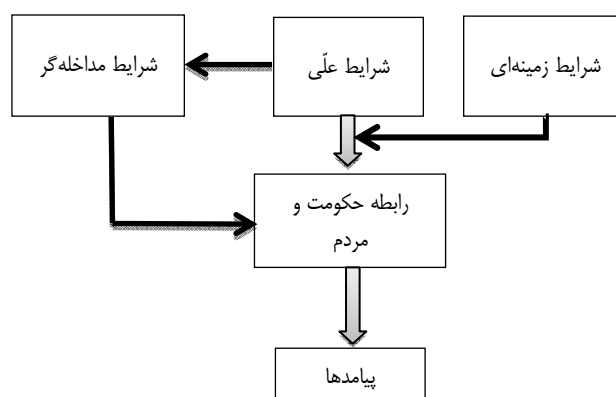 شرایط زمینه‌ای
شرایط علّی
شرایط مداخله‌گر
رابطه حکومت و
مردم
پیامدها